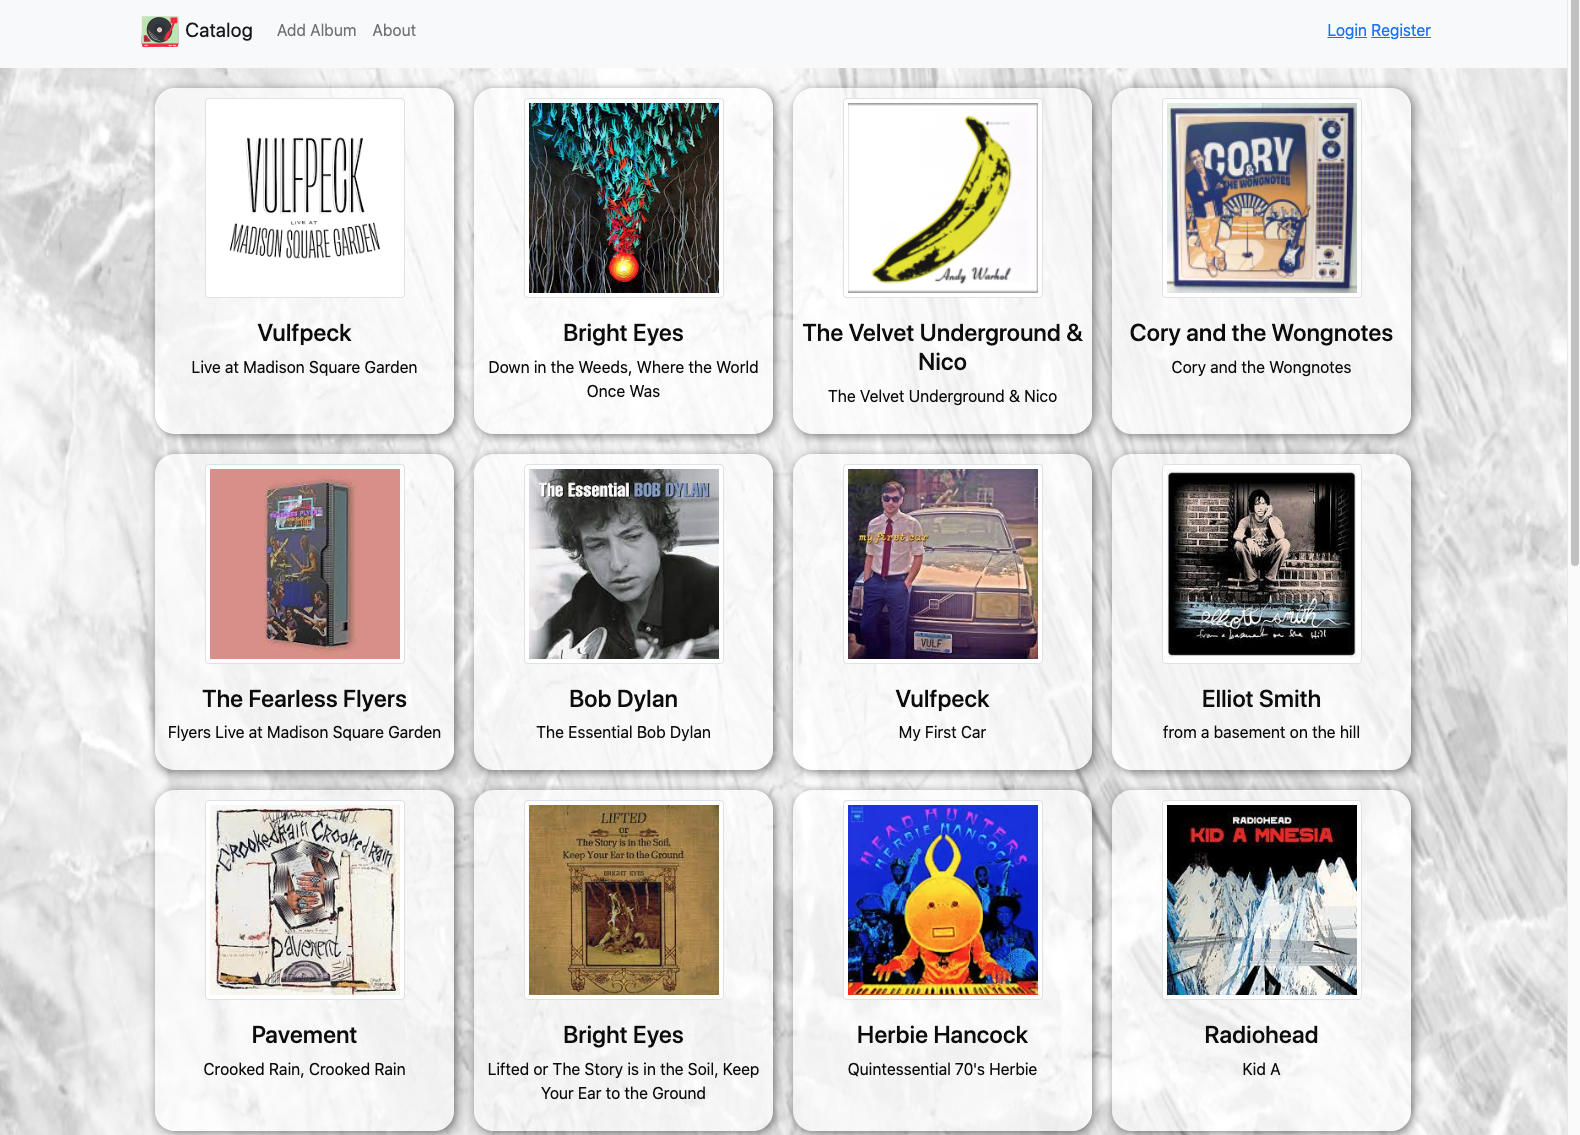 Catalog
Add Album
About
Login Register
VULFPECK
LIVE AT
MADISON SQUARE GARDEN
Vulfpeck
Live at Madison Square Garden
Bright Eyes
Down in the Weeds, Where the World
Once Was
Andy Warhol
The Velvet Underground &
Nico
The Velvet Underground & Nico
CORY
&
THE WONGNOTES
Cory and the Wongnotes
Cory and the Wongnotes
FEARLESS FLYERS
The Fearless Flyers
Flyers Live at Madison Square Garden
The Essential BOB DYLAN
Bob Dylan
The Essential Bob Dylan
my first car
VULF
Vulfpeck
My First Car
elliott smith
from a basement on the hill
Elliot Smith
from a basement on the hill
Crooked Rain Crooked Rain
Pavement
Pavement
Crooked Rain, Crooked Rain
LIFTED
or
The Story is in the Soil,
Keep Your Ear to the Ground
BRIGHT EYES
Bright Eyes
Lifted or The Story is in the Soil, Keep
Your Ear to the Ground
HEAD HUNTERS
HERBIE HANCOCK
Herbie Hancock
Quintessential 70's Herbie
RADIOHEAD
KID A MNESIA
Radiohead
Kid A